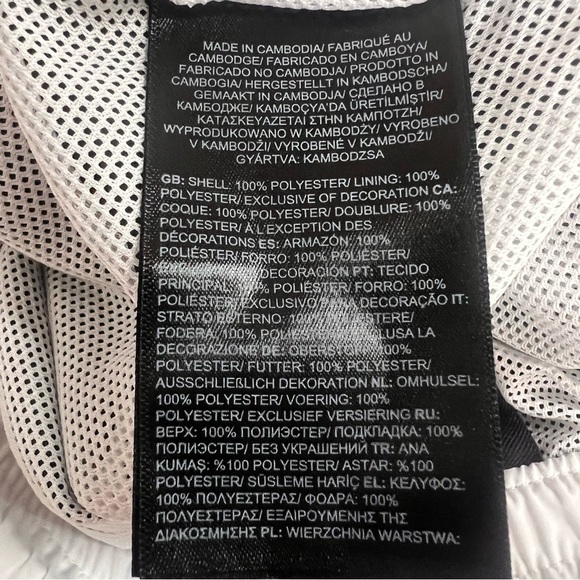 MADE IN CAMBODIA/ FABRIQUÉ AU
CAMBODGE/ FABRICADO EN CAMBOYA/
FABRICADO NO CAMBODJA/ PRODOTTO IN
CAMBOGIA/ HERGESTELLT IN KAMBODSCHA/
GEMAAKT IN CAMBODJA/ СДЕЛАНО В
КАМБОДЖЕ/ KAMBOÇYA'DA ÜRETİLMİŞTİR/
ΚΑΤΑΣΚΕΥΑΖΕΤΑΙ ΣΤΗΝ ΚΑΜΠΟΤΖΗ/
WYPRODUKOWANO W KAMBODŻY/ VYROBENO
V KAMBODŽI/ VYROBENÉ V KAMBODŽI/
GYÁRTVA: KAMBODZSA
GB: SHELL: 100% POLYESTER/ LINING: 100%
POLYESTER/ EXCLUSIVE OF DECORATION CA:
COQUE: 100% POLYESTER/ DOUBLURE: 100%
POLYESTER/ À L'EXCEPTION DES
DÉCORATIONS ES: ARMAZÓN: 100%
POLIÉSTER/ FORRO: 100% POLIÉSTER/
DECORACIÓN PT: TECIDO
PRINCIPAL: % POLIÉSTER/ FORRO: 100%
POLIÉSTER/ EXCLUSIVO PARA DECORAÇÃO IT:
STRATO ESTERNO: 100%
FODERA: 100% LA
DECORAZIONE DE: OBERSTOFF: 100%
POLYESTER/ FUTTER: 100% POLYESTER/
AUSSCHLIEßLICH DEKORATION NL: OMHULSEL:
100% POLYESTER/ VOERING: 100%
POLYESTER/ EXCLUSIEF VERSIERING RU:
ВЕРХ: 100% ПОЛИЭСТЕР/ ПОДКЛАДКА: 100%
ПОЛИЭСТЕР/ БЕЗ УКРАШЕНИЙ TR: ANA
KUMAŞ: %100 POLYESTER/ ASTAR: %100
POLYESTER/ SÜSLEME HARİÇ EL: ΚΕΛΥΦΟΣ:
100% ΠΟΛΥΕΣΤΕΡΑΣ/ ΦΟΔΡΑ: 100%
ΠΟΛΥΕΣΤΕΡΑΣ/ ΕΞΑΙΡΟΥΜΕΝΗΣ ΤΗΣ
ΔΙΑΚΟΣΜΗΣΗΣ PL: WIERZCHNIA WARSTWA: